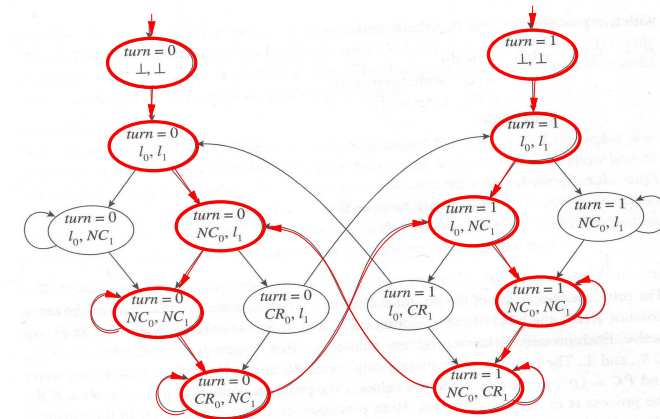 turn = 0
⊥, ⊥
turn = 1
⊥, ⊥
turn = 0
l₀, l₁
turn = 1
l₀, l₁
turn = 0
l₀, NC₁
turn = 0
NC₀, l₁
turn = 1
l₀, NC₁
turn = 1
NC₀, l₁
turn = 0
NC₀, NC₁
turn = 0
CR₀, l₁
turn = 1
l₀, CR₁
turn = 1
NC₀, NC₁
turn = 0
CR₀, NC₁
turn = 1
NC₀, CR₁